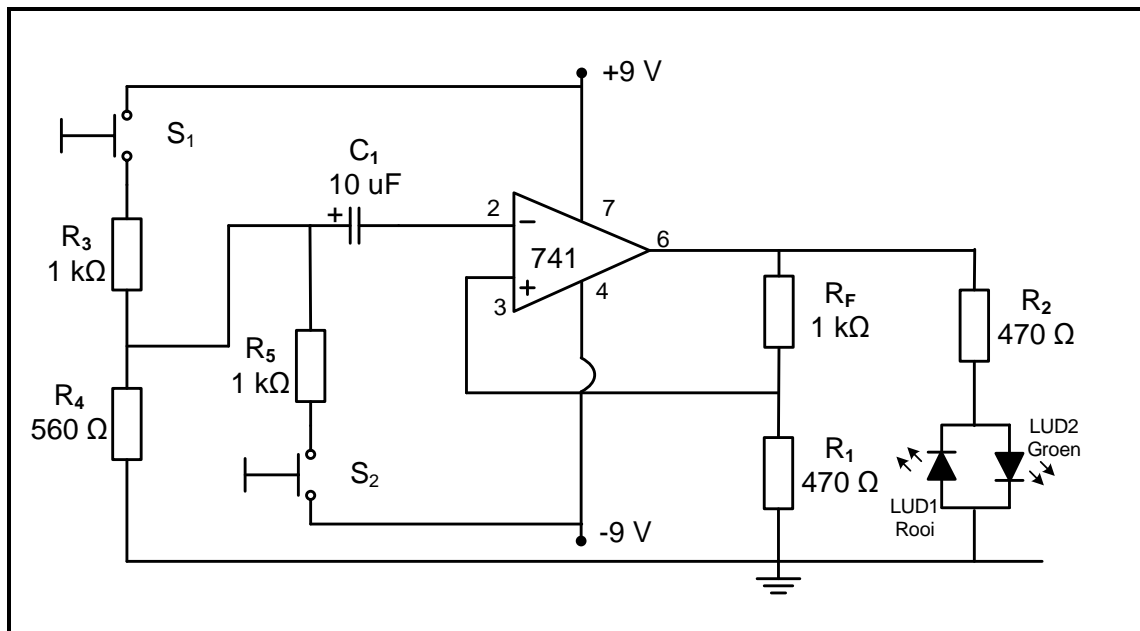 +9 V
S1
C1
10 uF
R3
1 kΩ
2
7
741
6
3
4
RF
1 kΩ
R2
470 Ω
R5
1 kΩ
R4
560 Ω
S2
R1
470 Ω
LUD2
Groen
LUD1
Rooi
-9 V
+
−
+